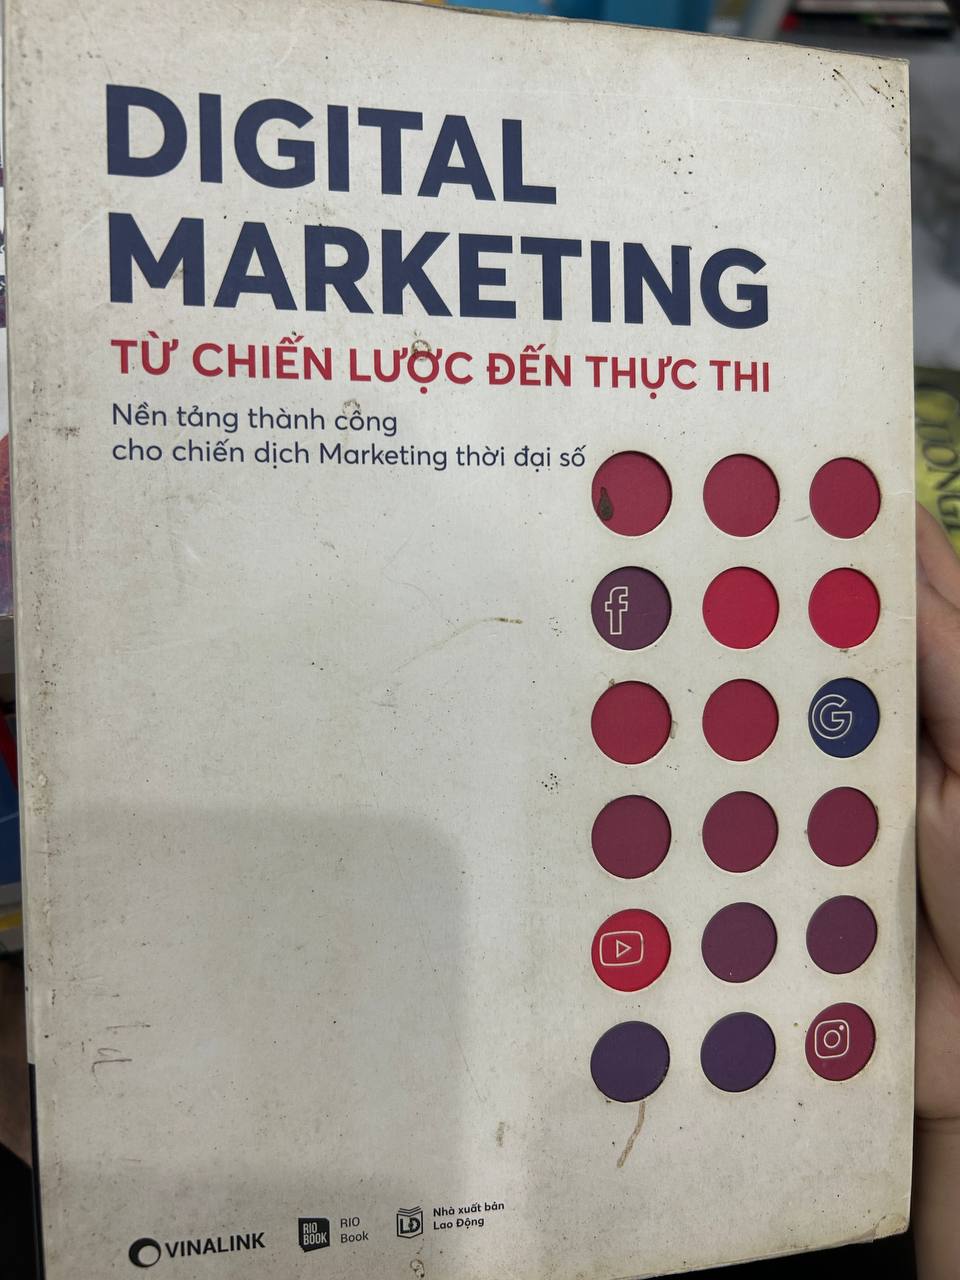 DIGITAL
MARKETING
TỪ CHIẾN LƯỢC ĐẾN THỰC THI
Nền tảng thành công
cho chiến dịch Marketing thời đại số
f
G
VINALINK
RIO
BOOK
RIO
Book
LĐ
Nhà xuất bản
Lao Động